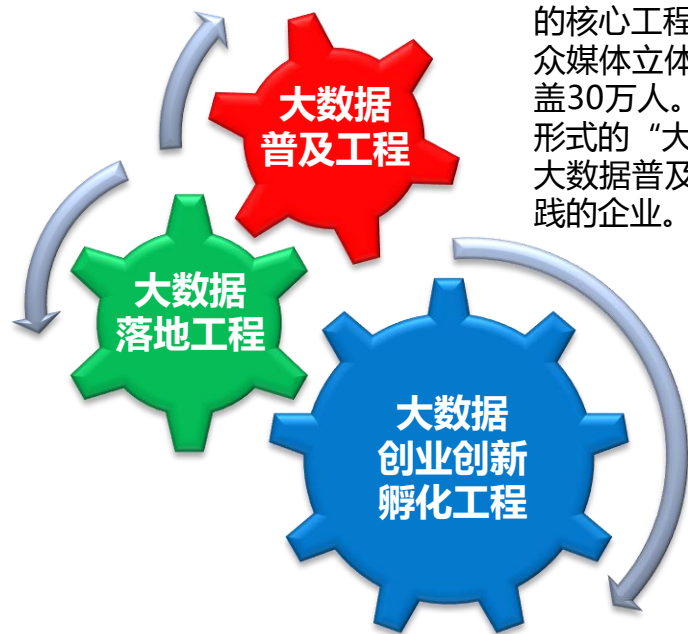 的核心工程
众媒体立体
盖30万人。
形式的“大
大数据普及
践的企业。
大数据
普及工程
大数据
落地工程
大数据
创业创新
孵化工程